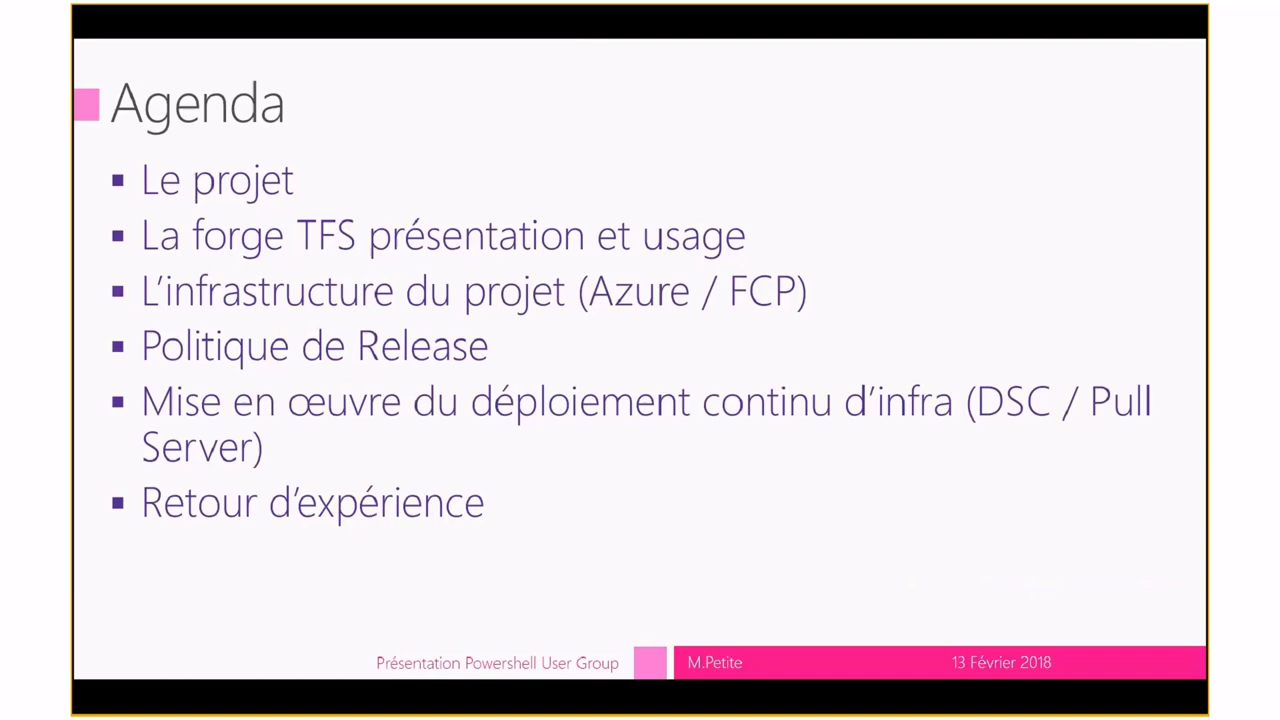 Agenda
▪ Le projet
▪ La forge TFS présentation et usage
▪ L’infrastructure du projet (Azure / FCP)
▪ Politique de Release
▪ Mise en œuvre du déploiement continu d’infra (DSC / Pull
Server)
▪ Retour d’expérience
Présentation Powershell User Group
M.Petite
13 Février 2018